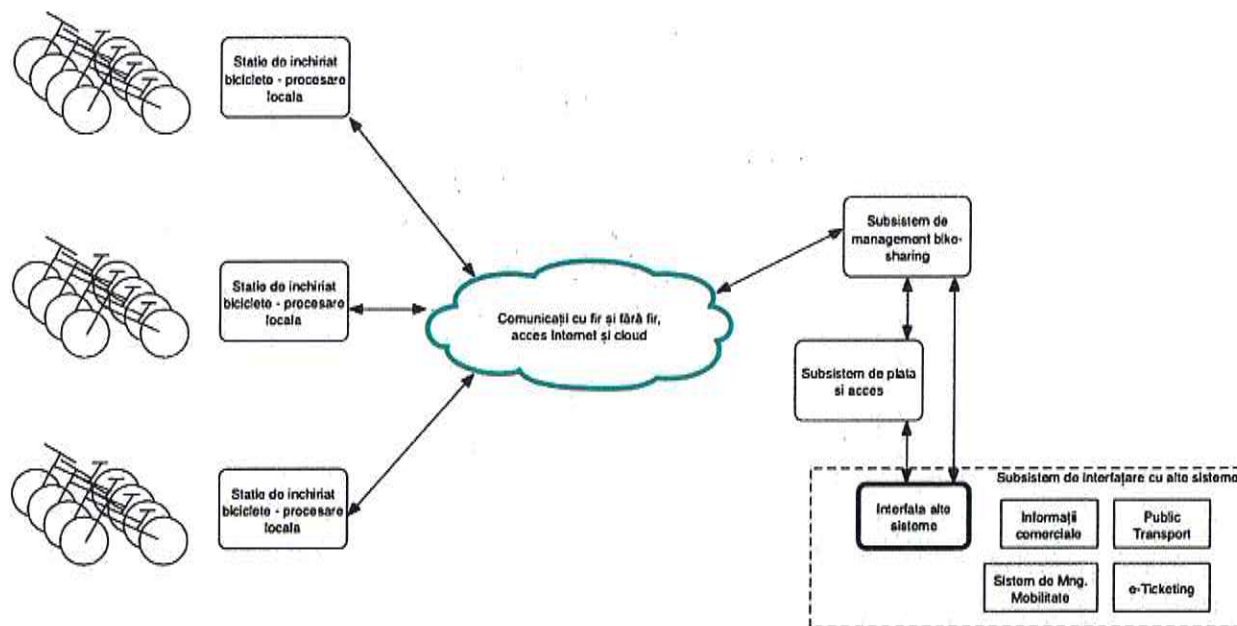 Statie de inchiriat
biciclete - procesare
locala
Statie de inchiriat
biciclete - procesare
locala
Statie de inchiriat
biciclete - procesare
locala
Comunicații cu fir și fără fir,
acces Internet și cloud
Subsistem de
management bike-
sharing
Subsistem de plata
si acces
Subsistem de interfațare cu alte sisteme
Interfata alte
sisteme
Informații
comerciale
Public
Transport
Sistem de Mng.
Mobilitate
e-Ticketing